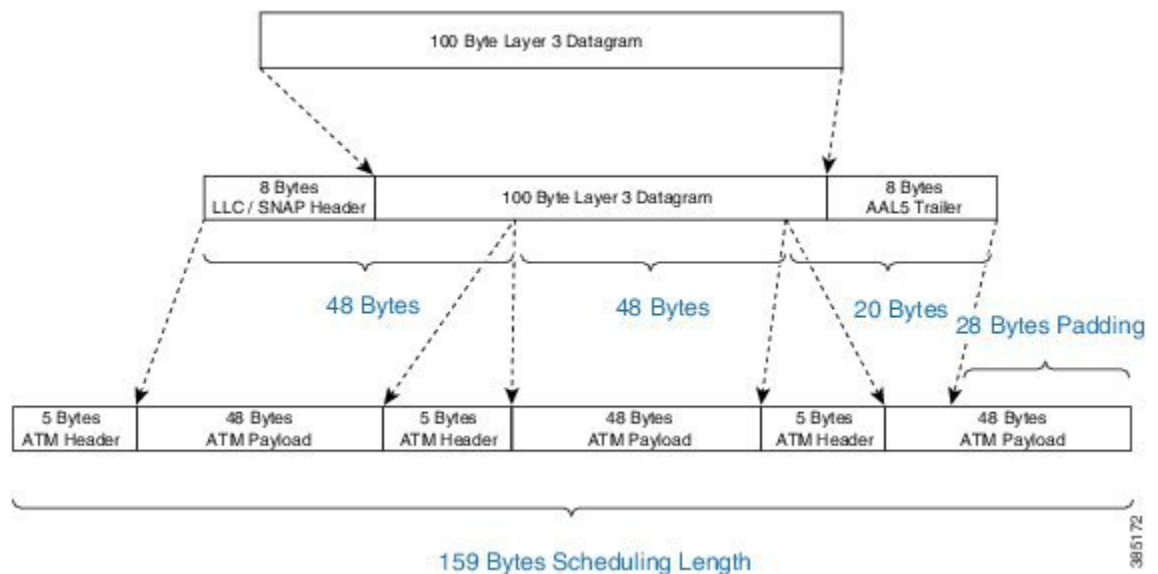 100 Byte Layer 3 Datagram
8 Bytes
LLC / SNAP Header
100 Byte Layer 3 Datagram
8 Bytes
AAL5 Trailer
48 Bytes
48 Bytes
20 Bytes
28 Bytes Padding
5 Bytes
ATM Header
48 Bytes
ATM Payload
5 Bytes
ATM Header
48 Bytes
ATM Payload
5 Bytes
ATM Header
48 Bytes
ATM Payload
159 Bytes Scheduling Length
385172